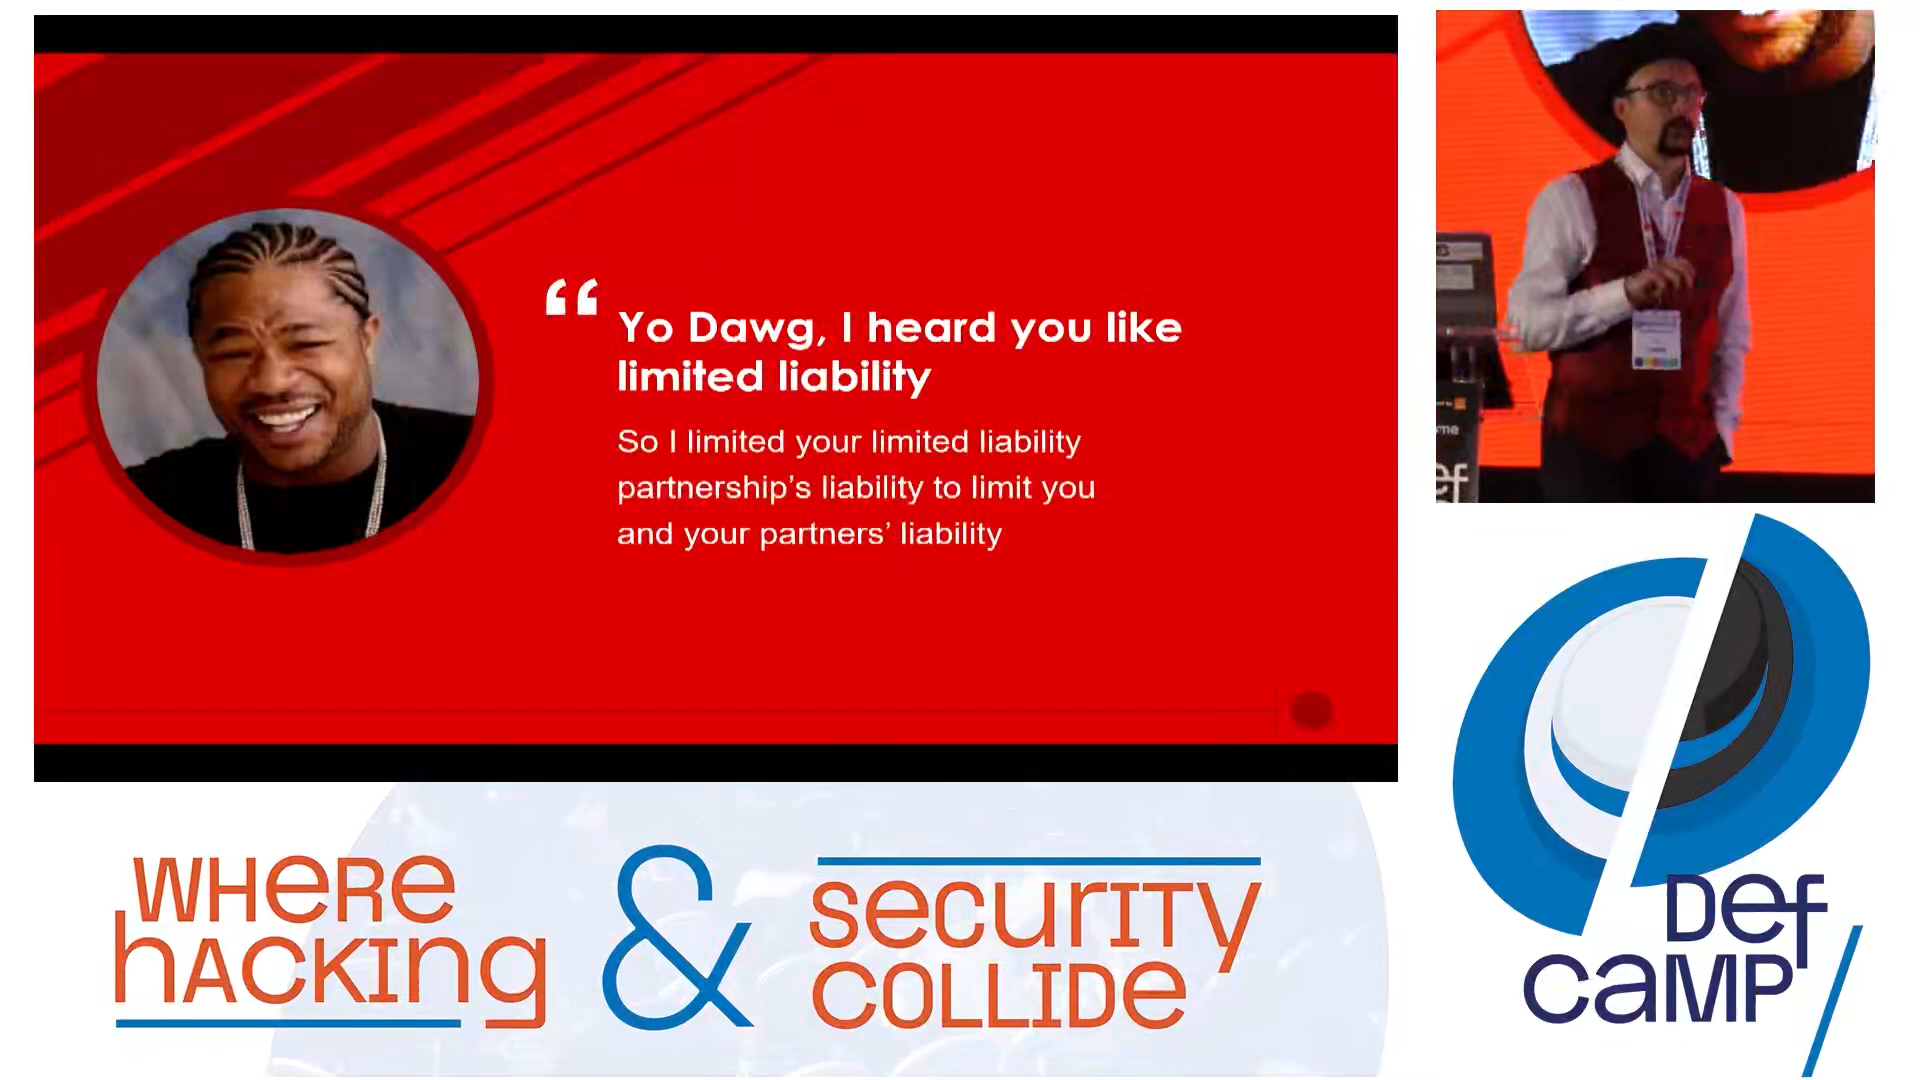 “
Yo Dawg, I heard you like
limited liability
So I limited your limited liability
partnership’s liability to limit you
and your partners’ liability
WHere
hACKIng
&
securITy
COLLIDe
Def
camp
ef